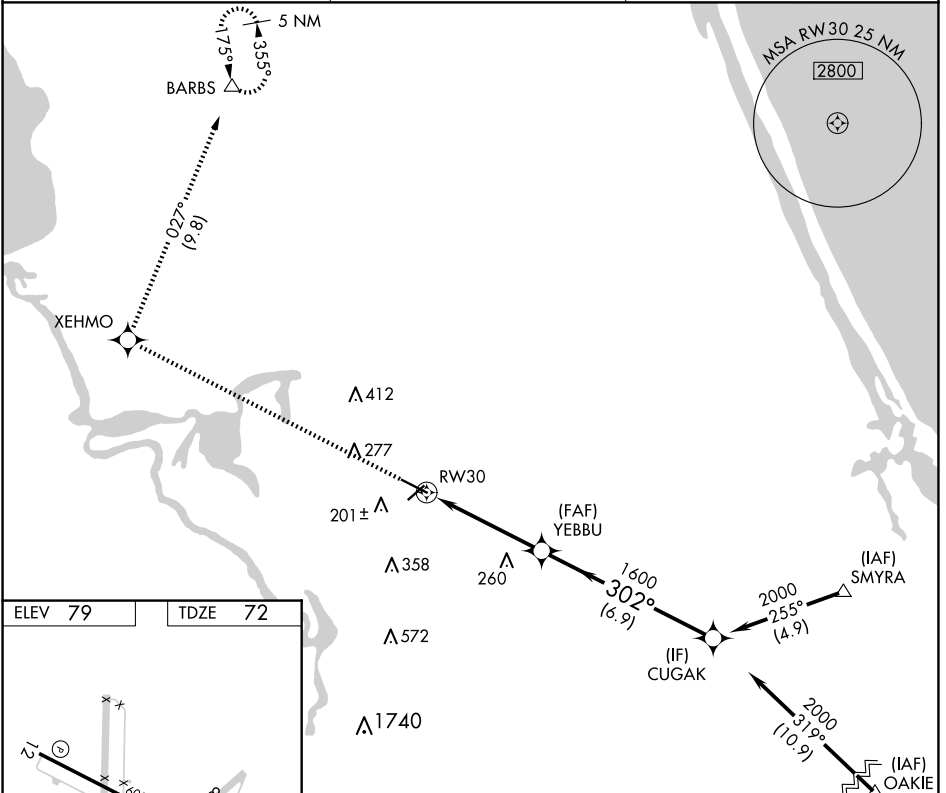 5 NM
175°
355°
BARBS
MSA RW30 25 NM
2800
027°
(9.8)
XEHMO
412
277
RW30
201±
(FAF)
YEBBU
358
260
1600
302°
(6.9)
(IAF)
SMYRA
2000
255°
(4.9)
572
(IF)
CUGAK
ELEV 79
TDZE 72
1740
2000
319°
(10.9)
(IAF)
OAKIE
12
P
X
X
X
X